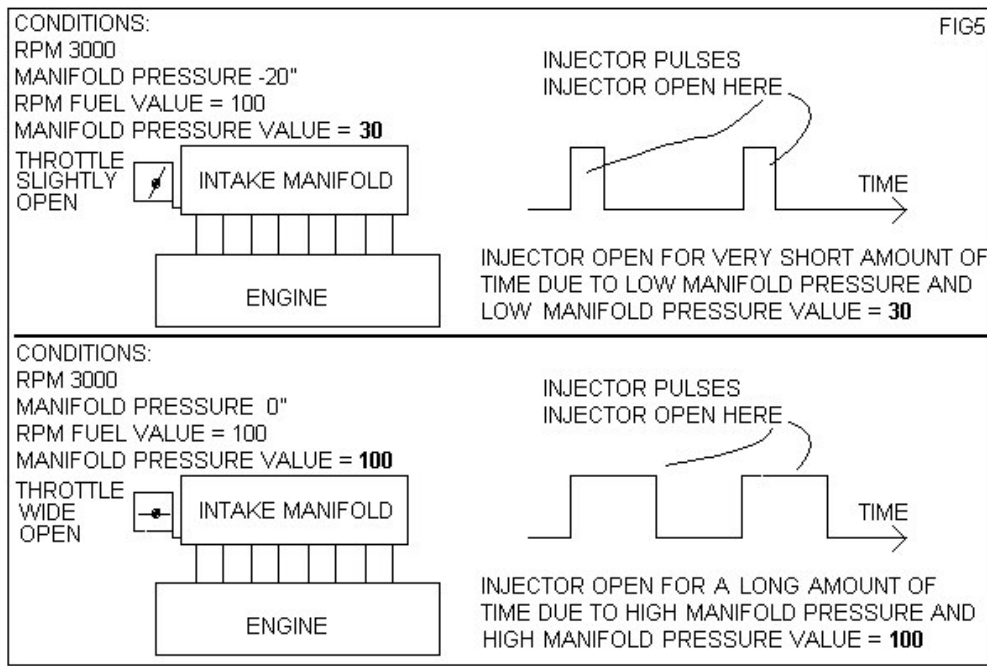 CONDITIONS:
FIG5
RPM 3000
MANIFOLD PRESSURE -20"
RPM FUEL VALUE = 100
MANIFOLD PRESSURE VALUE = 30
THROTTLE
SLIGHTLY
OPEN
INTAKE MANIFOLD
ENGINE
INJECTOR PULSES
INJECTOR OPEN HERE
TIME
INJECTOR OPEN FOR VERY SHORT AMOUNT OF
TIME DUE TO LOW MANIFOLD PRESSURE AND
LOW MANIFOLD PRESSURE VALUE = 30
CONDITIONS:
RPM 3000
MANIFOLD PRESSURE 0"
RPM FUEL VALUE = 100
MANIFOLD PRESSURE VALUE = 100
THROTTLE
WIDE
OPEN
INTAKE MANIFOLD
ENGINE
INJECTOR PULSES
INJECTOR OPEN HERE
TIME
INJECTOR OPEN FOR A LONG AMOUNT OF
TIME DUE TO HIGH MANIFOLD PRESSURE AND
HIGH MANIFOLD PRESSURE VALUE = 100